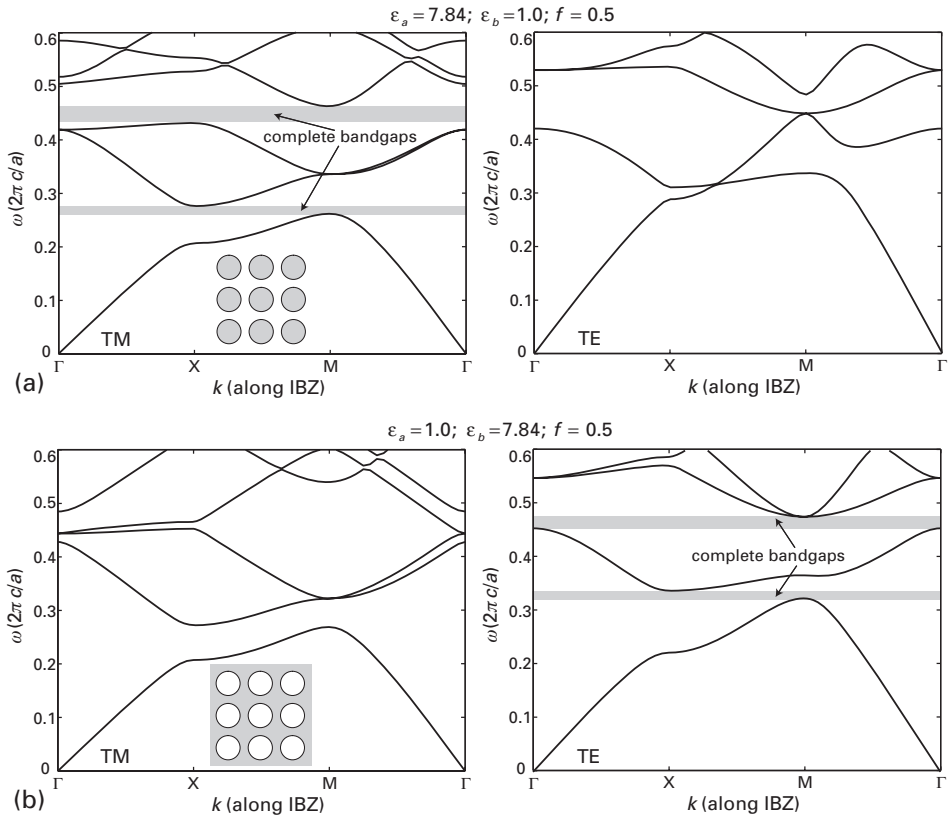 ε_a = 7.84; ε_b = 1.0; f = 0.5
0.6
0.5
0.4
0.3
0.2
0.1
0
ω (2π c/a)
complete bandgaps
TM
Γ
X
M
Γ
k (along IBZ)
0.6
0.5
0.4
0.3
0.2
0.1
0
ω (2π c/a)
TE
Γ
X
M
Γ
k (along IBZ)
(a)
ε_a = 1.0; ε_b = 7.84; f = 0.5
0.6
0.5
0.4
0.3
0.2
0.1
0
ω (2π c/a)
TM
Γ
X
M
Γ
k (along IBZ)
0.6
0.5
0.4
0.3
0.2
0.1
0
ω (2π c/a)
complete bandgaps
TE
Γ
X
M
Γ
k (along IBZ)
(b)